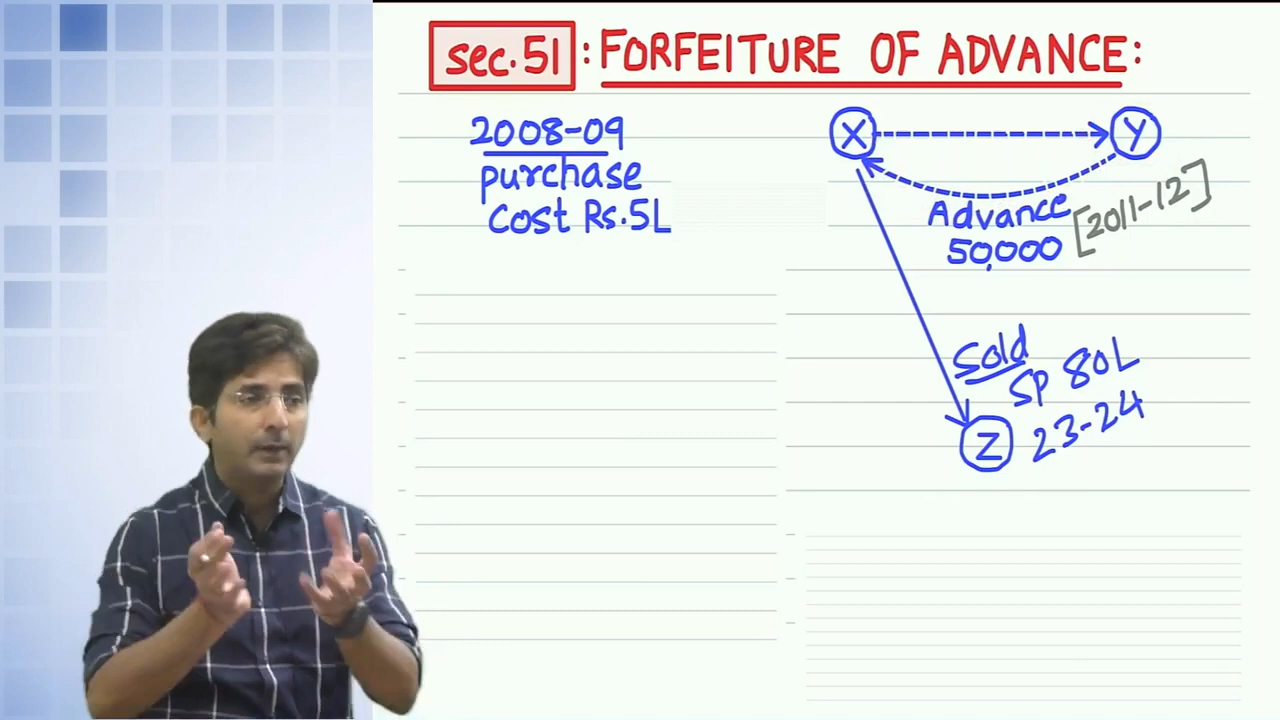 sec.51 : FORFEITURE OF ADVANCE:
2008-09
purchase
Cost Rs.5L
X
Y
Advance
50,000
[2011-12]
Sold
SP 80L
Z
23-24